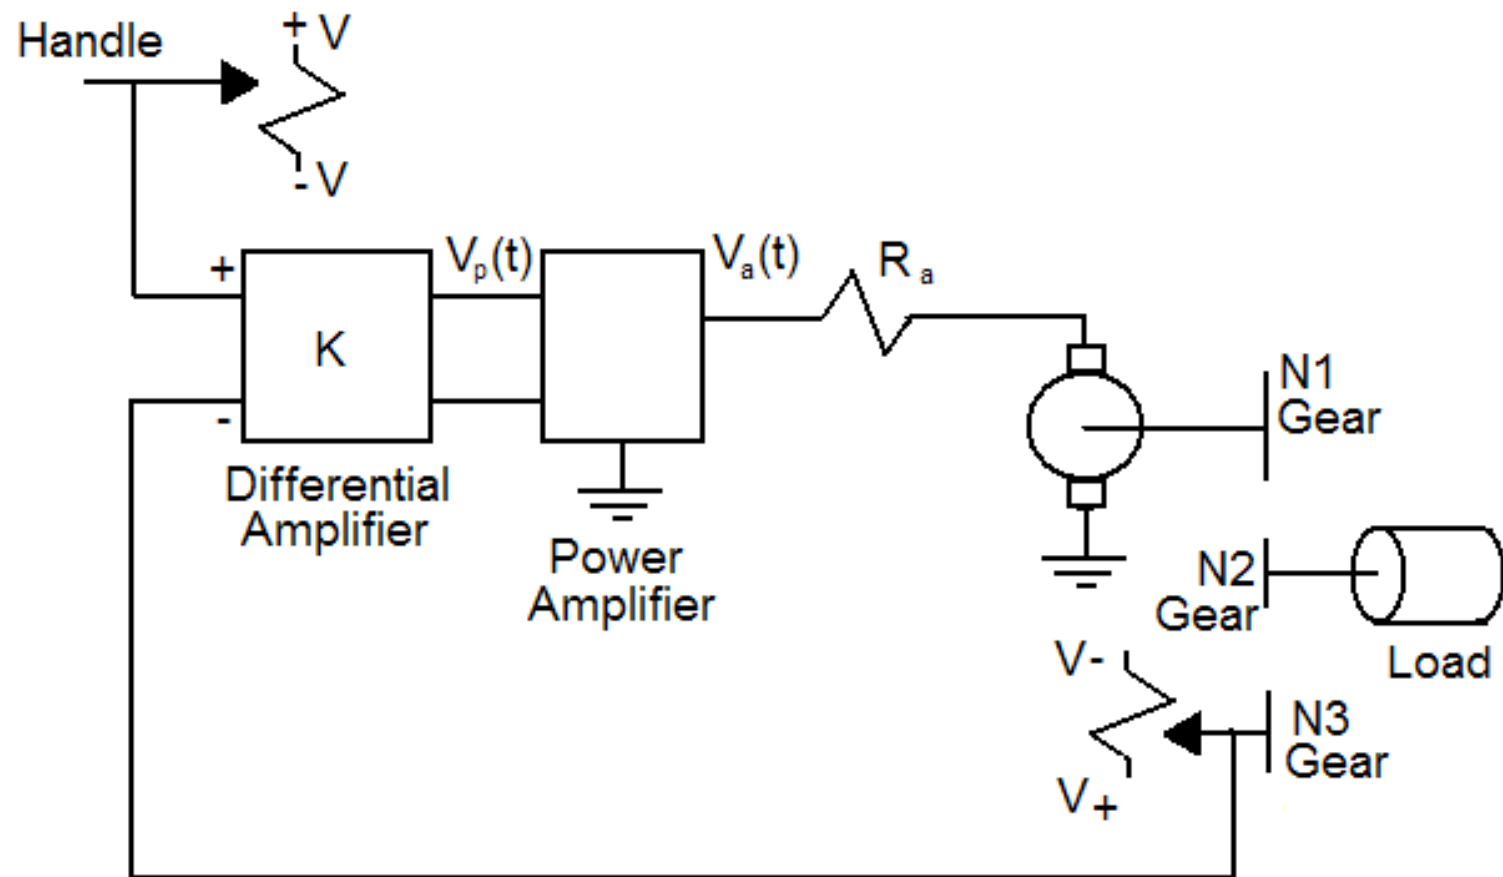 Handle
+ V
- V
+
K
-
Differential
Amplifier
Vp(t)
Power
Amplifier
Va(t)
Ra
N1
Gear
N2
Gear
Load
V-
V+
N3
Gear